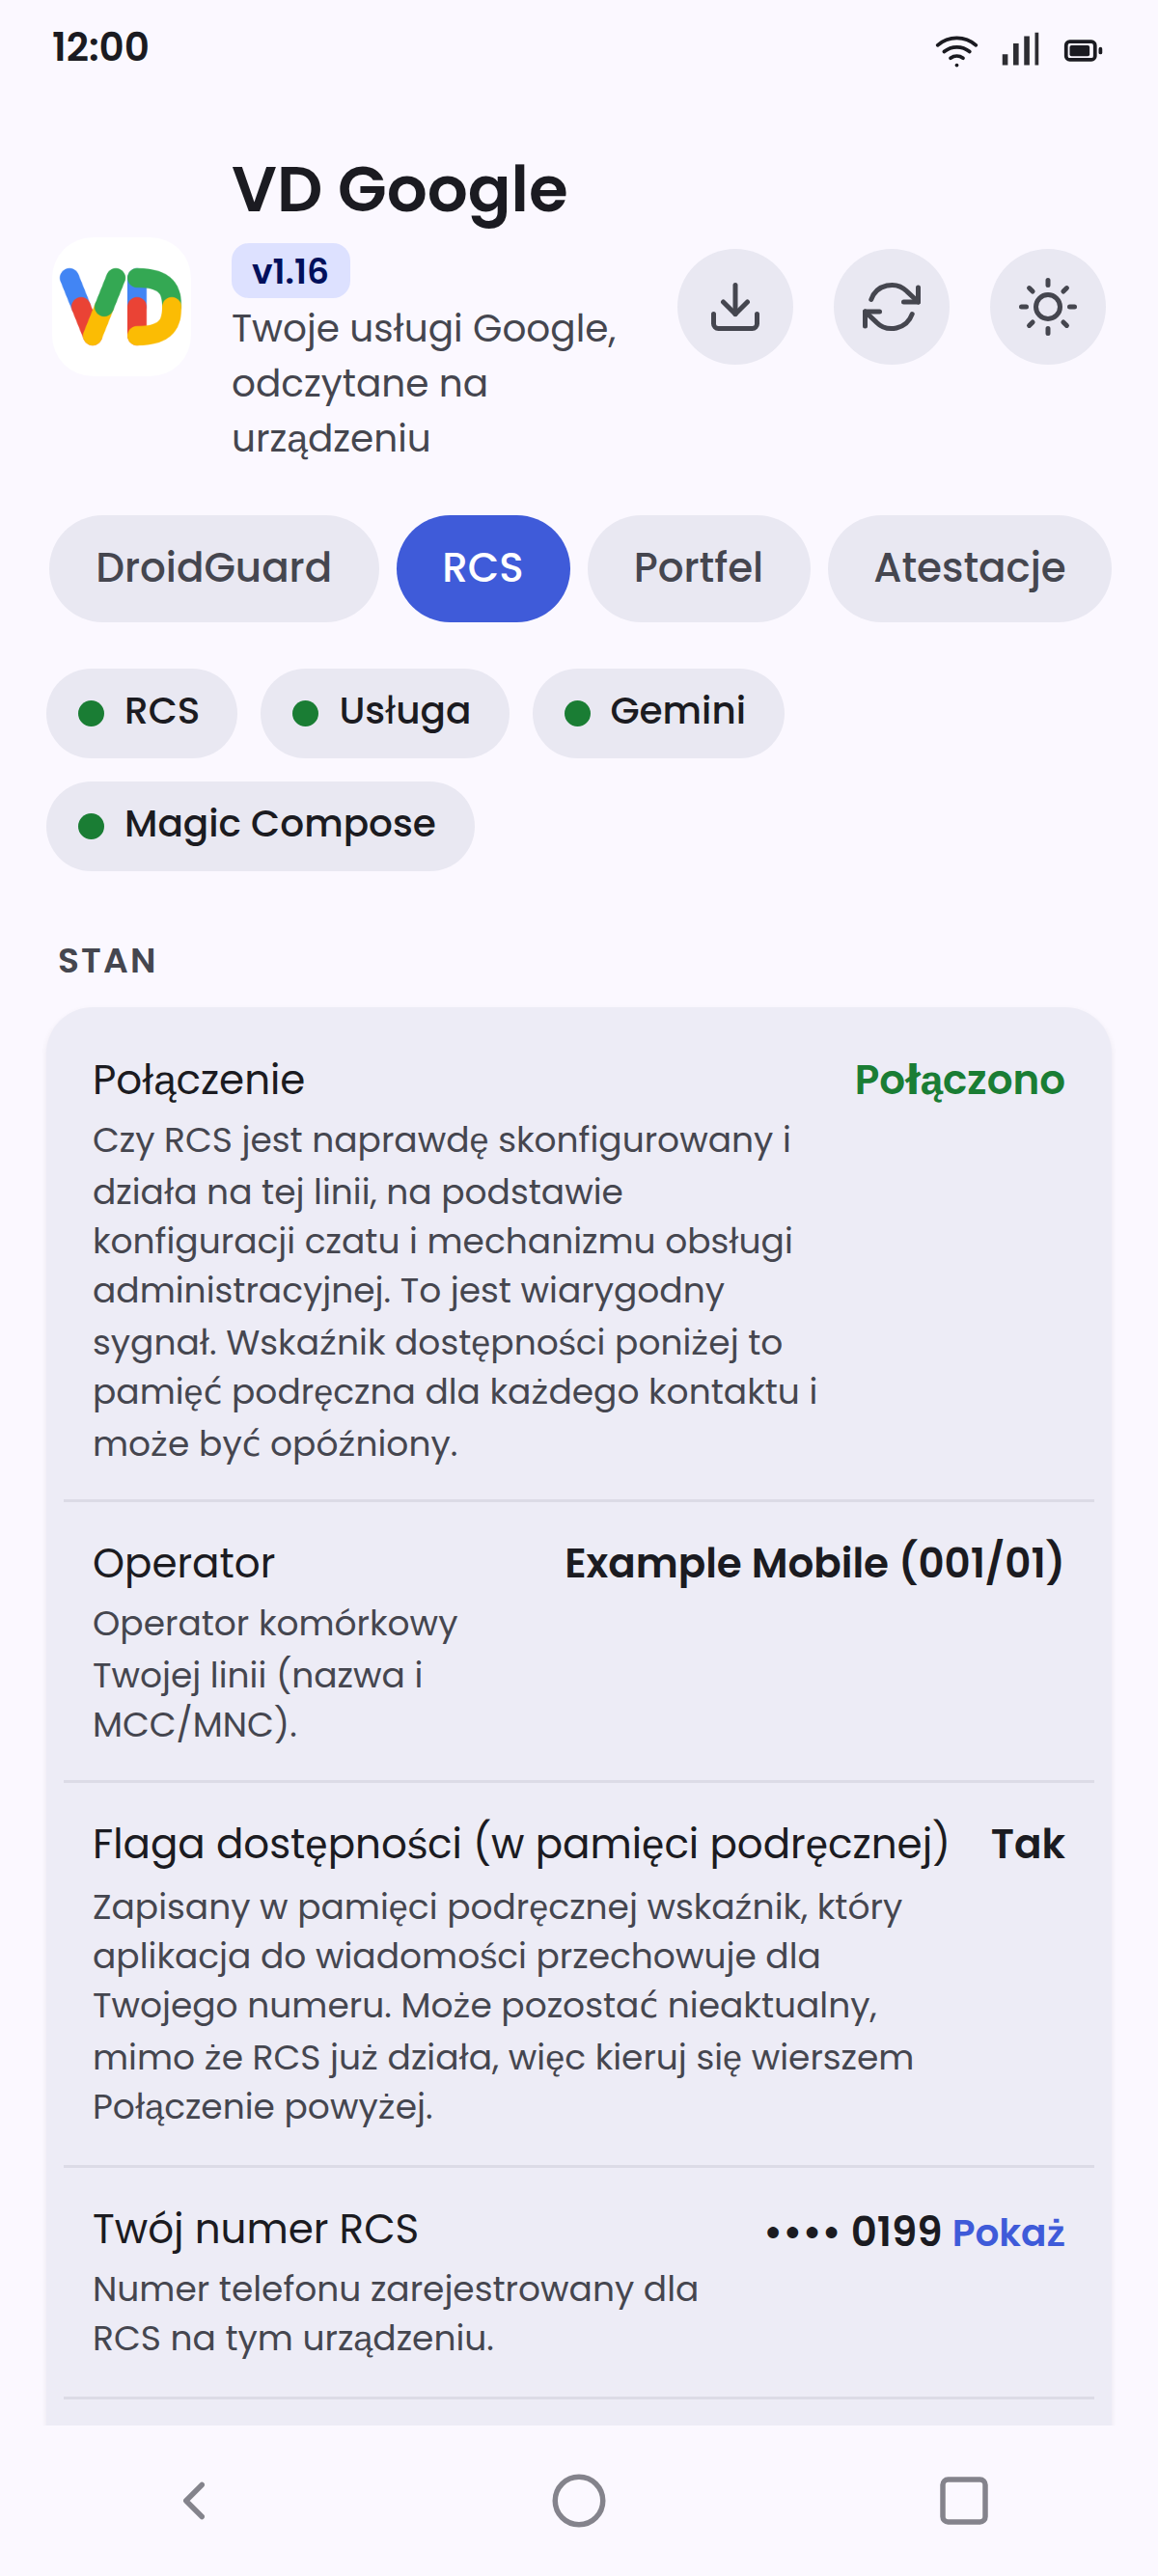 12:00
VD Google
VD
v1.16
Twoje usługi Google,
odczytane na
urządzeniu
DroidGuard
RCS
Portfel
Atestacje
RCS
Usługa
Gemini
Magic Compose
STAN
Połączenie
Połączono
Czy RCS jest naprawdę skonfigurowany i
działa na tej linii, na podstawie
konfiguracji czatu i mechanizmu obsługi
administracyjnej. To jest wiarygodny
sygnał. Wskaźnik dostępności poniżej to
pamięć podręczna dla każdego kontaktu i
może być opóźniony.
Operator
Example Mobile (001/01)
Operator komórkowy
Twojej linii (nazwa i
MCC/MNC).
Flaga dostępności (w pamięci podręcznej)
Tak
Zapisany w pamięci podręcznej wskaźnik, który
aplikacja do wiadomości przechowuje dla
Twojego numeru. Może pozostać nieaktualny,
mimo że RCS już działa, więc kieruj się wierszem
Połączenie powyżej.
Twój numer RCS
•••• 0199 Pokaż
Numer telefonu zarejestrowany dla
RCS na tym urządzeniu.